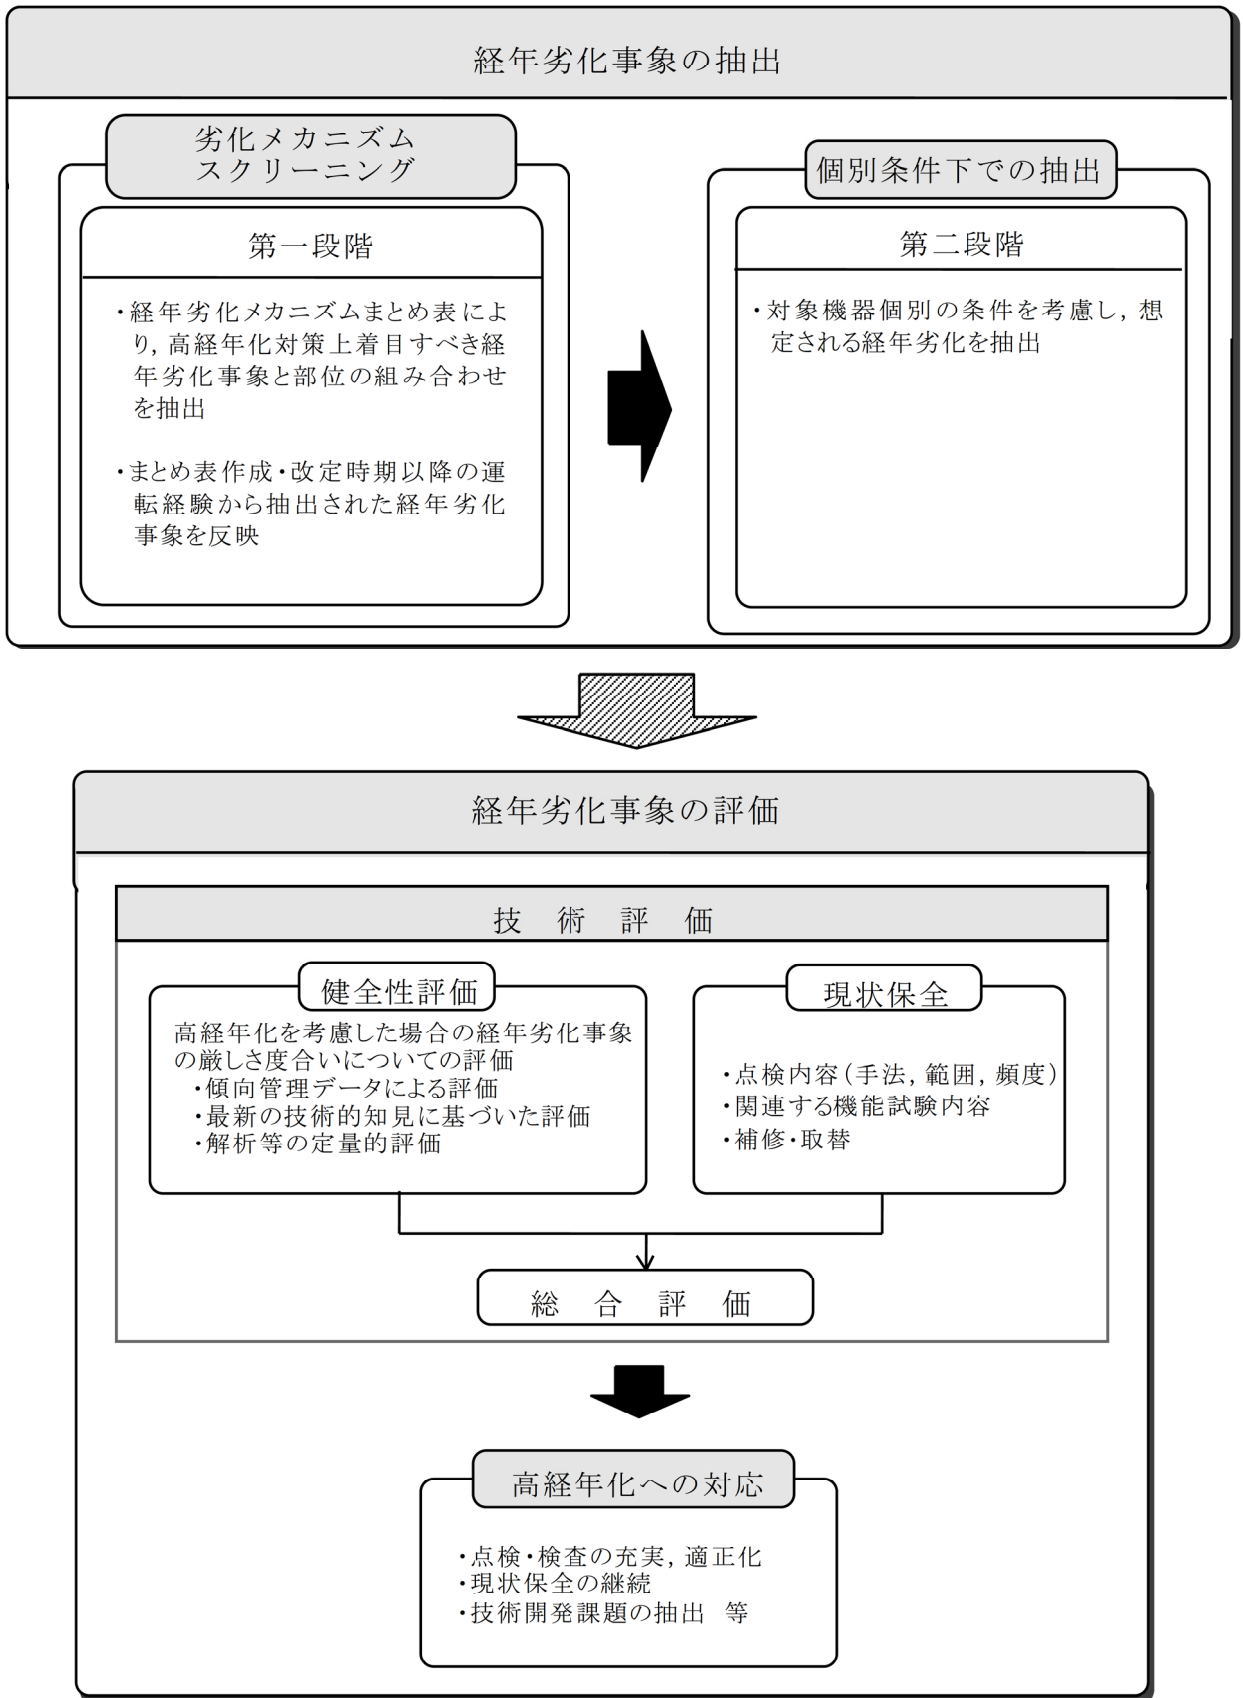 経年劣化事象の抽出
劣化メカニズム
スクリーニング
第一段階
・経年劣化メカニズムまとめ表によ
り, 高経年化対策上着目すべき経
年劣化事象と部位の組み合わせ
を抽出
・まとめ表作成・改定時期以降の運
転経験から抽出された経年劣化
事象を反映
個別条件下での抽出
第二段階
・対象機器個別の条件を考慮し, 想
定される経年劣化を抽出
経年劣化事象の評価
技 術 評 価
健全性評価
高経年化を考慮した場合の経年劣化事象
の厳しさ度合いについての評価
・傾向管理データによる評価
・最新の技術的知見に基づいた評価
・解析等の定量的評価
現状保全
・点検内容(手法, 範囲, 頻度)
・関連する機能試験内容
・補修・取替
総 合 評 価
高経年化への対応
・点検・検査の充実, 適正化
・現状保全の継続
・技術開発課題の抽出 等